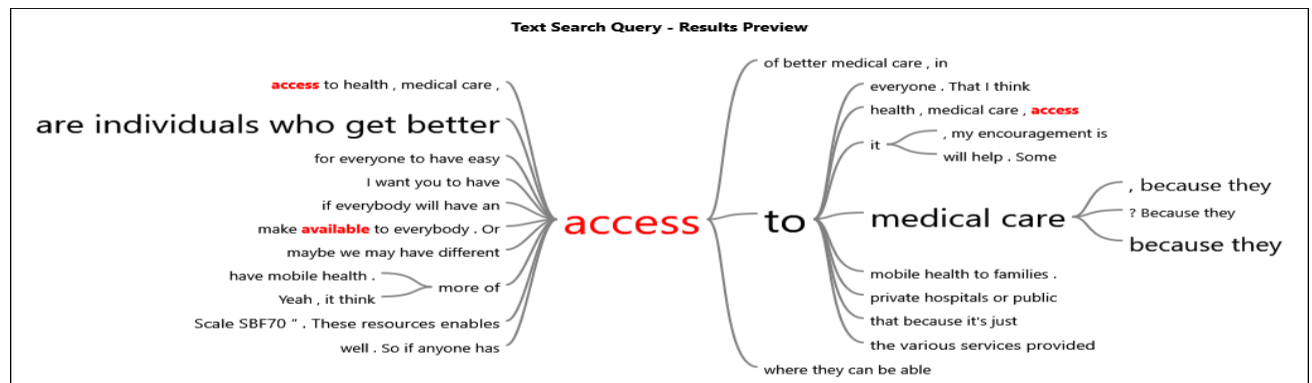 Text Search Query - Results Preview
access to health , medical care ,
are individuals who get better
for everyone to have easy
I want you to have
if everybody will have an
make available to everybody . Or
maybe we may have different
have mobile health .
Yeah , it think
more of
Scale SBF70 “ . These resources enables
well . So if anyone has
access
of better medical care , in
to
everyone . That I think
health , medical care , access
it
, my encouragement is
will help . Some
medical care
, because they
? Because they
because they
mobile health to families .
private hospitals or public
that because it's just
the various services provided
where they can be able